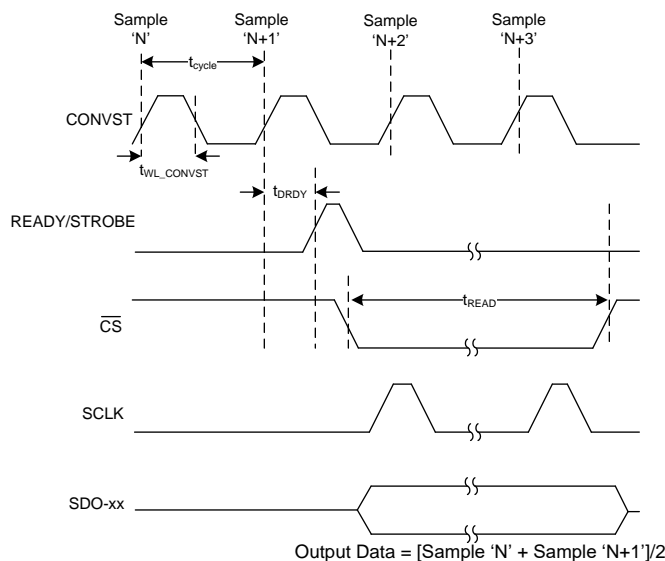 Sample
'N'
Sample
'N+1'
Sample
'N+2'
Sample
'N+3'
tcycle
CONVST
tWL_CONVST
tDRDY
READY/STROBE
tREAD
CS
SCLK
SDO-xx
Output Data = [Sample 'N' + Sample 'N+1']/2